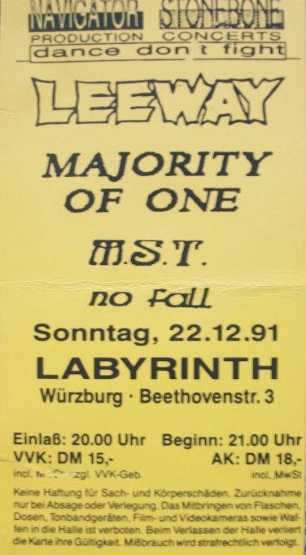 NAVIGATOR STONEBONE
PRODUCTION CONCERTS
dance don't fight
LEEWAY
MAJORITY
OF ONE
M.S.T.
no Fall
Sonntag, 22.12.91
LABYRINTH
Würzburg · Beethovenstr. 3
Einlaß: 20.00 Uhr Beginn: 21.00 Uhr
VVK: DM 15,- AK: DM 18,-
incl. zzgl. VVK-Geb. incl. MwSt
Keine Haftung für Sach- und Körperschäden. Zurücknahme
nur bei Absage oder Verlegung. Das Mitbringen von Flaschen,
Dosen, Tonbandgeräten, Film- und Videokameras sowie Waf-
fen in die Halle ist verboten. Beim Verlassen der Halle verliert
die Karte ihre Gültigkeit. Mißbrauch wird strafrechtlich verfolgt.